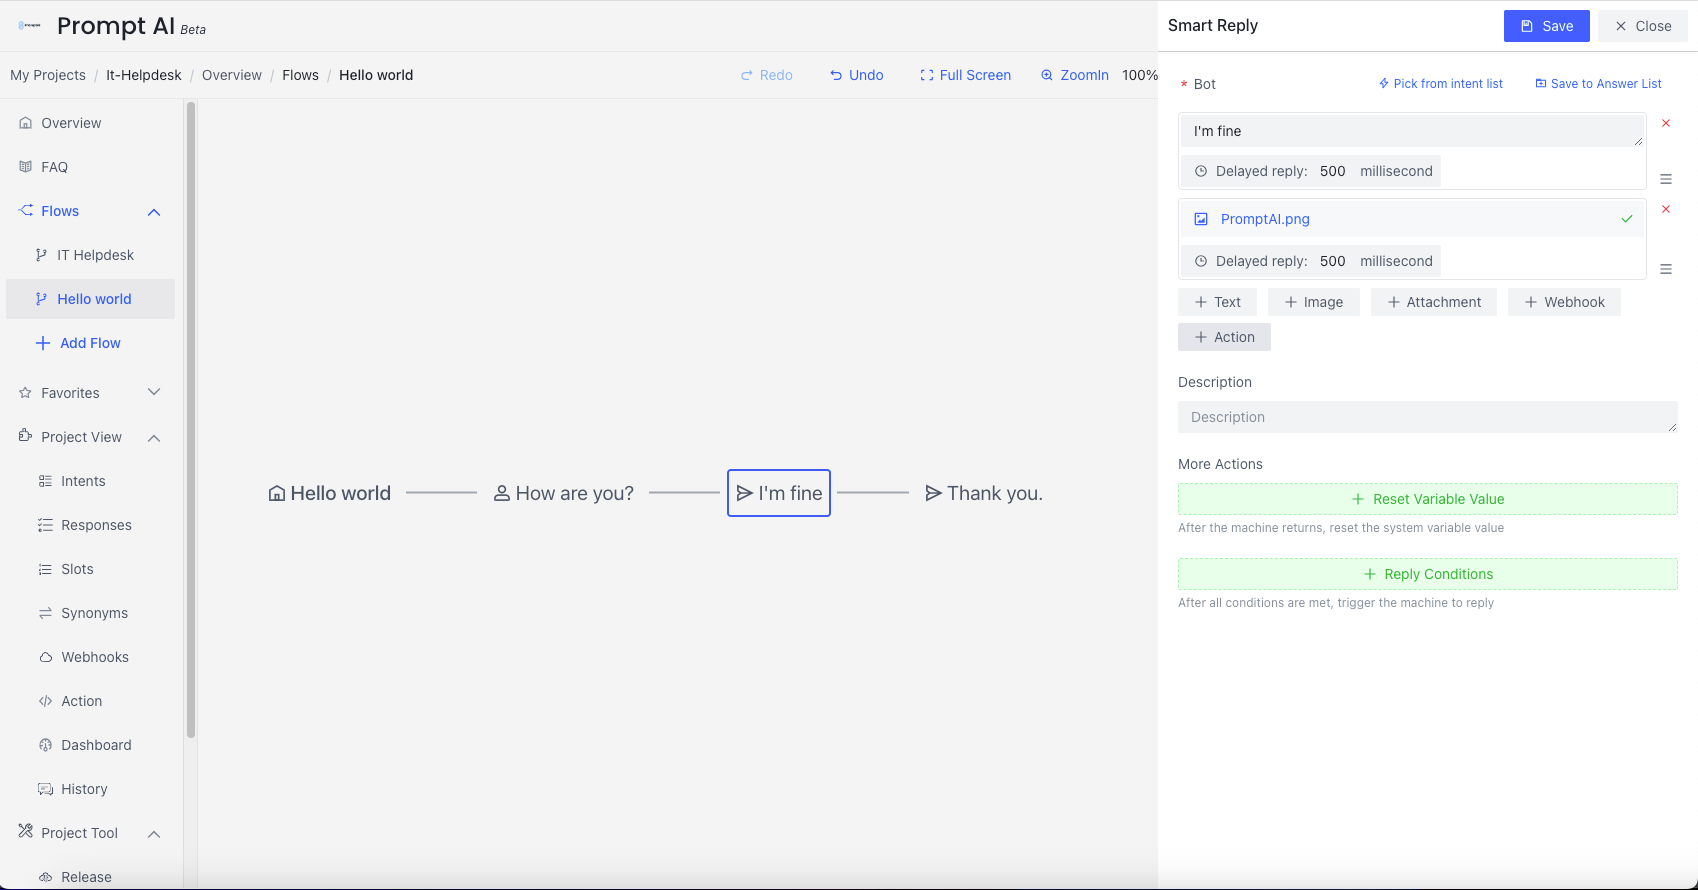 Prompt AI Beta
Smart Reply
Save
Close
My Projects / It-Helpdesk / Overview / Flows / Hello world
Redo
Undo
Full Screen
ZoomIn
100%
Overview
FAQ
Flows
IT Helpdesk
Hello world
Add Flow
Favorites
Project View
Intents
Responses
Slots
Synonyms
Webhooks
Action
Dashboard
History
Project Tool
Release
Hello world
How are you?
I'm fine
Thank you.
* Bot
Pick from intent list
Save to Answer List
I'm fine
Delayed reply: 500 millisecond
PromptAI.png
Delayed reply: 500 millisecond
+ Text
+ Image
+ Attachment
+ Webhook
+ Action
Description
Description
More Actions
+ Reset Variable Value
After the machine returns, reset the system variable value
+ Reply Conditions
After all conditions are met, trigger the machine to reply